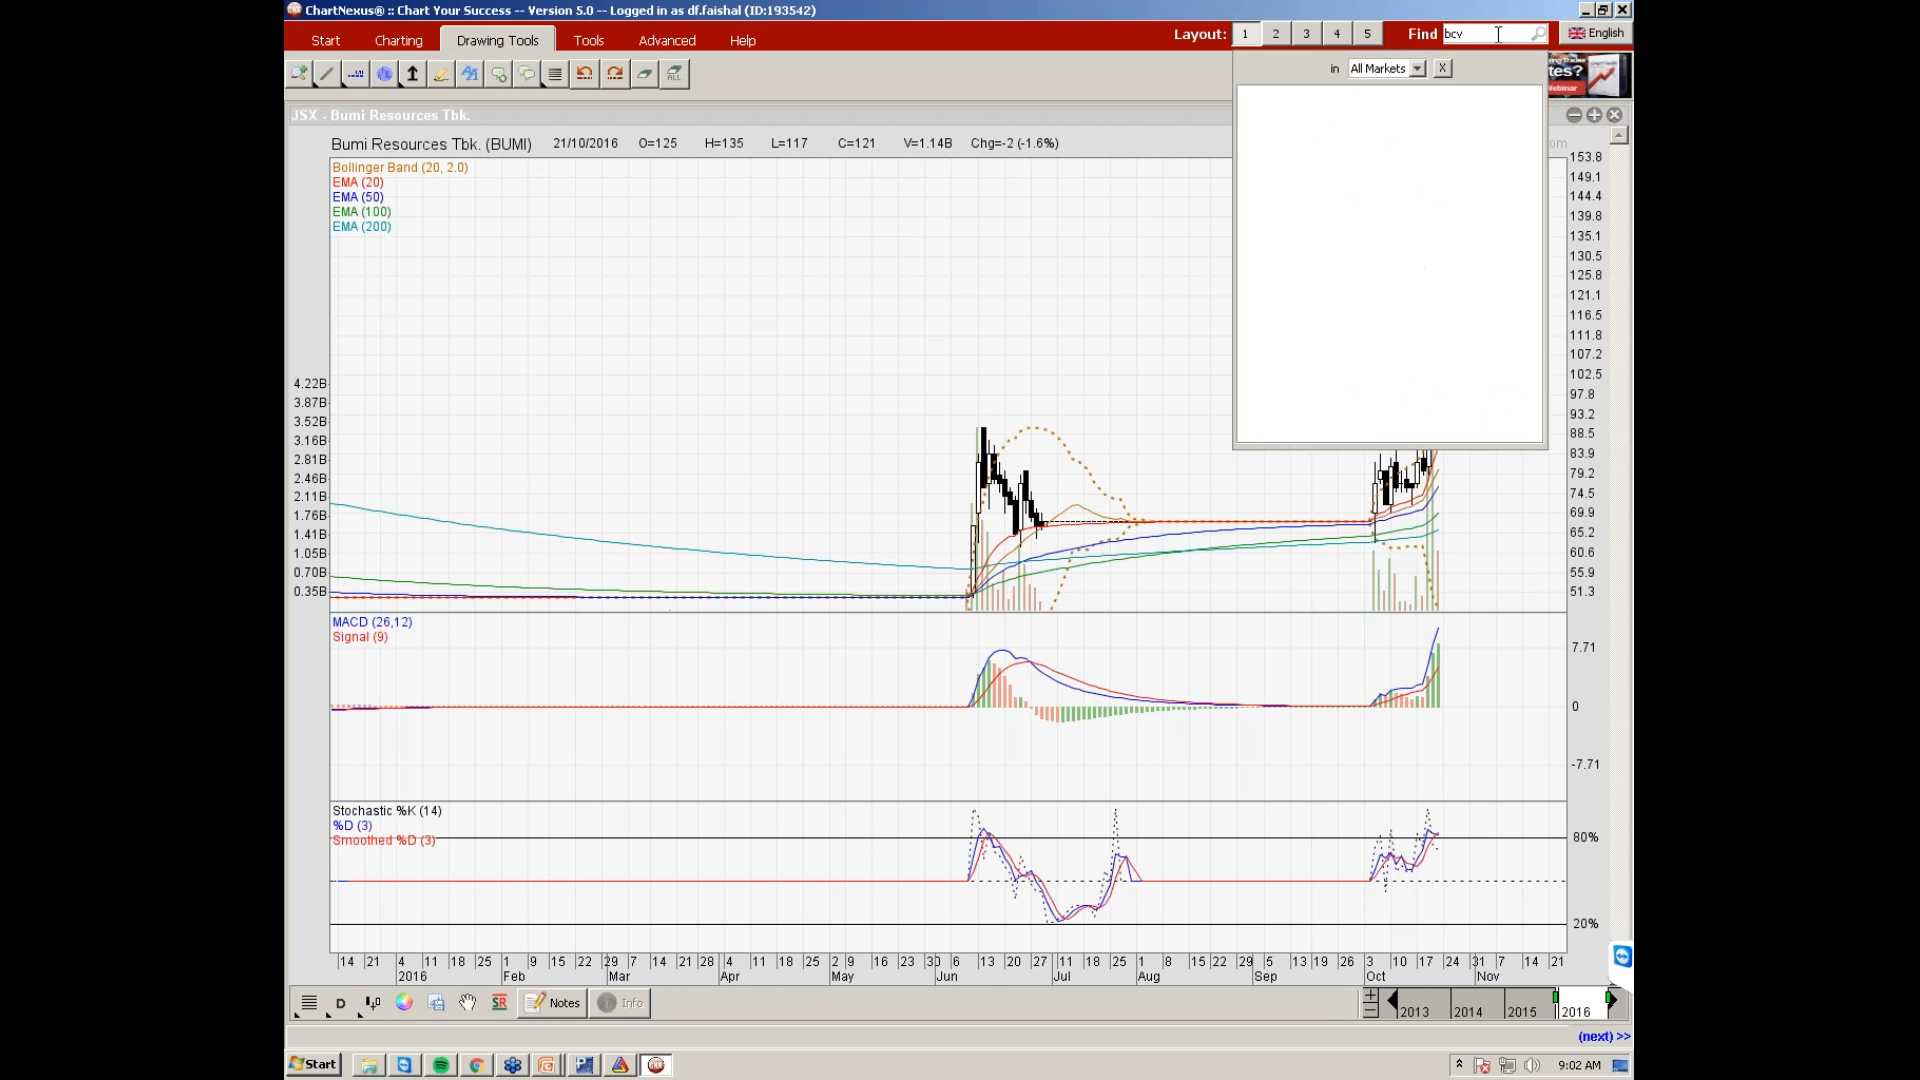 ChartNexus® :: Chart Your Success -- Version 5.0 -- Logged in as df.faishal (ID:193542)
Start Charting Drawing Tools Tools Advanced Help Layout: 1 2 3 4 5 Find bcv English
in All Markets X
tes?
Webinar
ALL
JSX - Bumi Resources Tbk.
Bumi Resources Tbk. (BUMI) 21/10/2016 O=125 H=135 L=117 C=121 V=1.14B Chg=-2 (-1.6%)
om
Bollinger Band (20, 2.0)
EMA (20)
EMA (50)
EMA (100)
EMA (200)
153.8
149.1
144.4
139.8
135.1
130.5
125.8
121.1
116.5
111.8
107.2
102.5
97.8
93.2
88.5
83.9
79.2
74.5
69.9
65.2
60.6
55.9
51.3
4.22B
3.87B
3.52B
3.16B
2.81B
2.46B
2.11B
1.76B
1.41B
1.05B
0.70B
0.35B
MACD (26,12)
Signal (9)
7.71
0
-7.71
Stochastic %K (14)
%D (3)
Smoothed %D (3)
80%
20%
14 21 4 11 18 25 1 9 15 22 29 7 14 21 28 4 11 18 25 2 9 16 23 30 6 13 20 27 11 18 25 1 8 15 22 29 5 13 19 26 3 10 17 24 31 7 14 21
2016 Feb Mar Apr May Jun Jul Aug Sep Oct Nov
D SR Notes Info 2013 2014 2015 2016
(next) >>
Start 9:02 AM